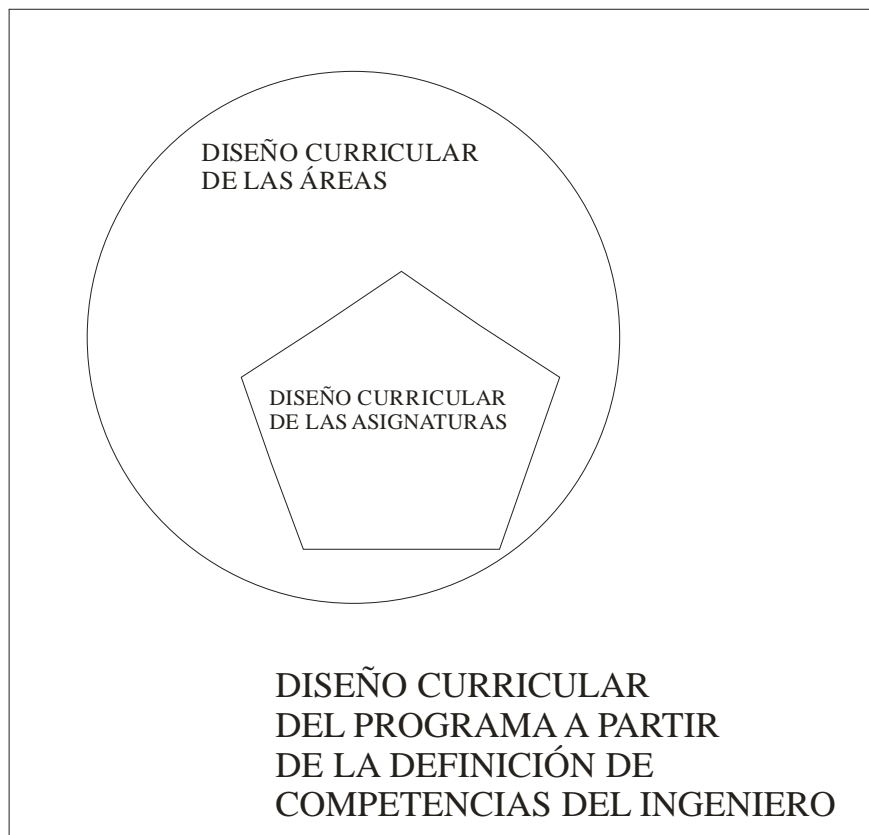 DISEÑO CURRICULAR
DE LAS ÁREAS
DISEÑO CURRICULAR
DE LAS ASIGNATURAS
DISEÑO CURRICULAR
DEL PROGRAMA A PARTIR
DE LA DEFINICIÓN DE
COMPETENCIAS DEL INGENIERO